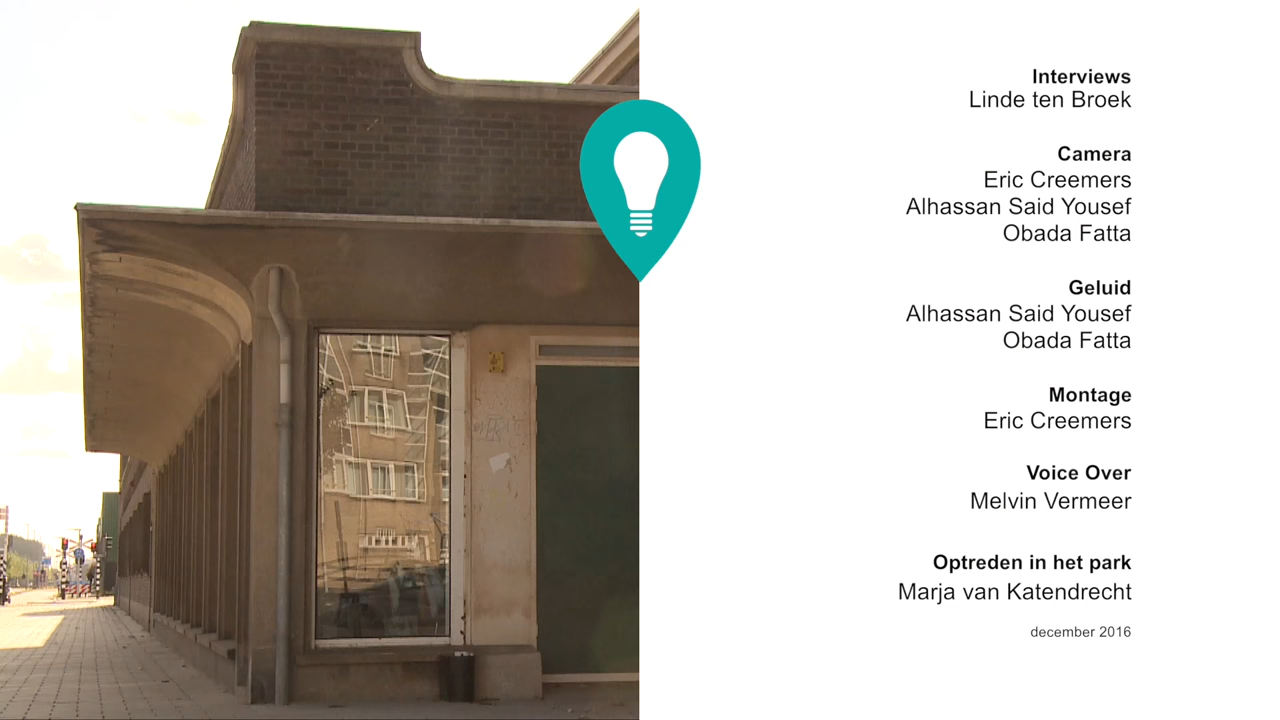 Interviews
Linde ten Broek
Camera
Eric Creemers
Alhassan Said Yousef
Obada Fatta
Geluid
Alhassan Said Yousef
Obada Fatta
Montage
Eric Creemers
Voice Over
Melvin Vermeer
Optreden in het park
Marja van Katendrecht
december 2016